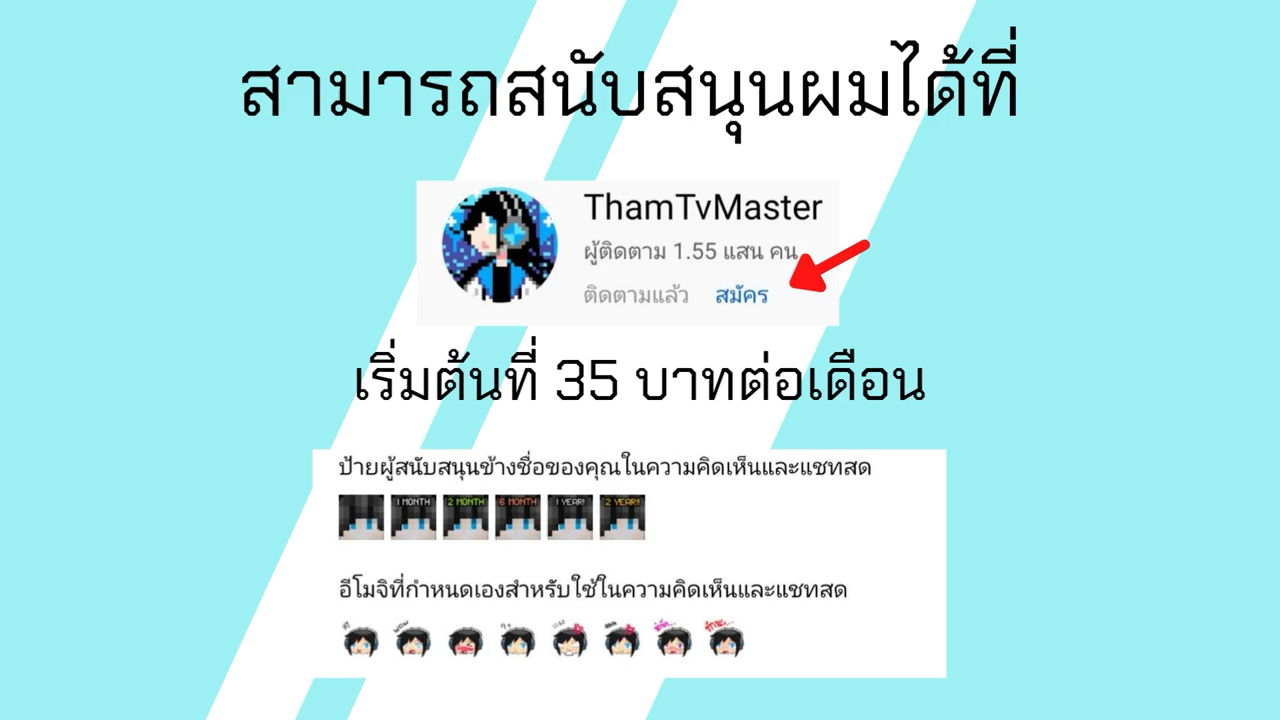 สามารถสนับสนุนผมได้ที่
ThamTvMaster
ผู้ติดตาม 1.55 แสน คน
ติดตามแล้ว สมัคร
เริ่มต้นที่ 35 บาทต่อเดือน
ป้ายผู้สนับสนุนข้างชื่อของคุณในความคิดเห็นและแชทสด
1 MONTH 2 MONTH 6 MONTH 1 YEAR! 2 YEAR!!
อีโมจิที่กำหนดเองสำหรับใช้ในความคิดเห็นและแชทสด